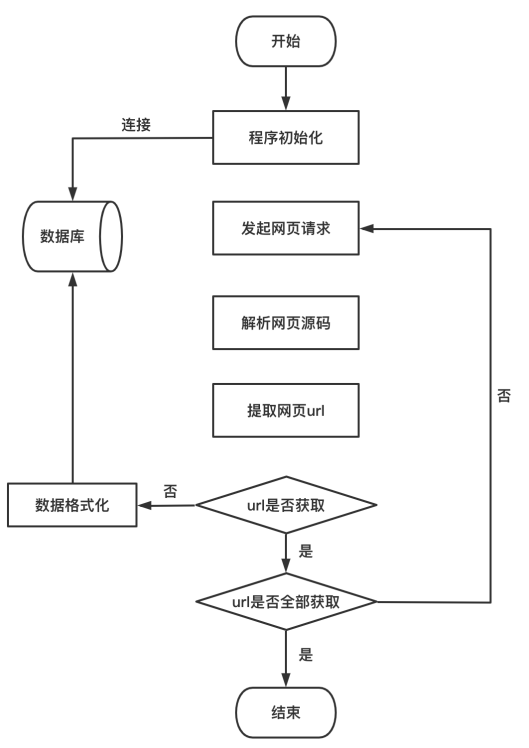 开始
连接
程序初始化
数据库
发起网页请求
解析网页源码
否
提取网页url
否
数据格式化
url是否获取
是
url是否全部获取
是
结束